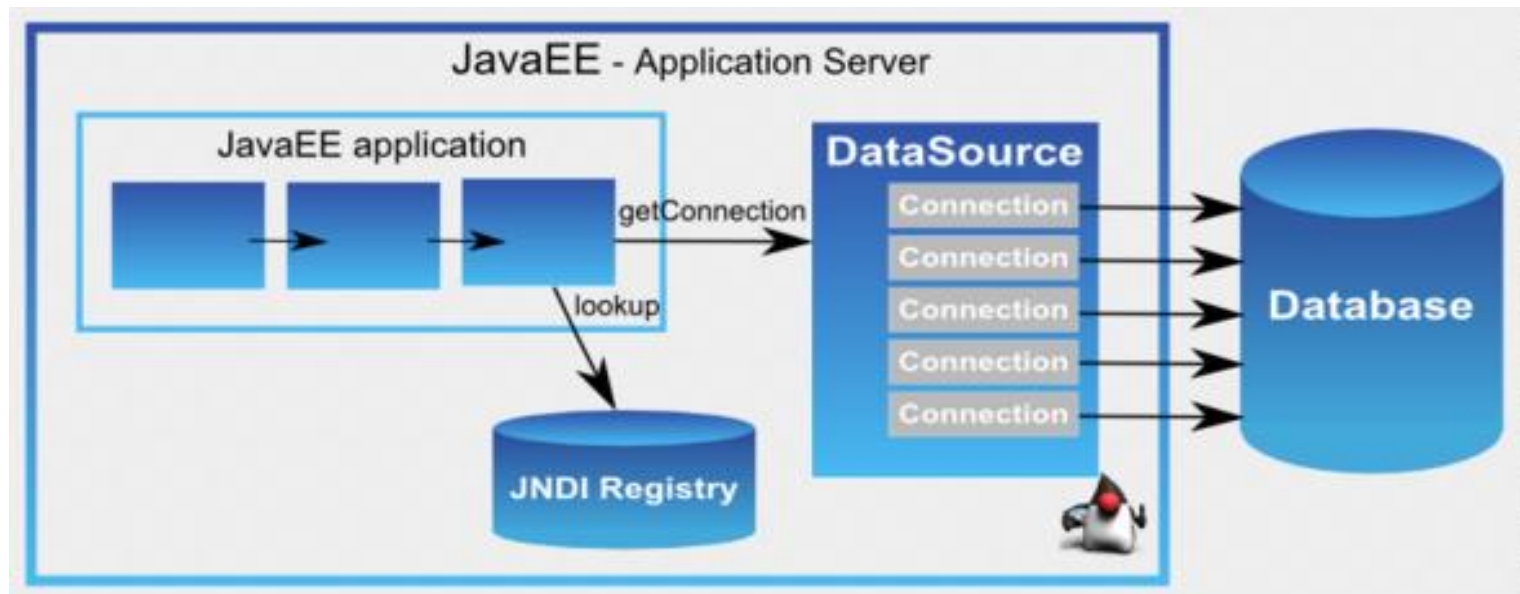 JavaEE - Application Server
JavaEE application
DataSource
getConnection
Connection
Connection
Connection
Connection
Connection
lookup
JNDI Registry
Database